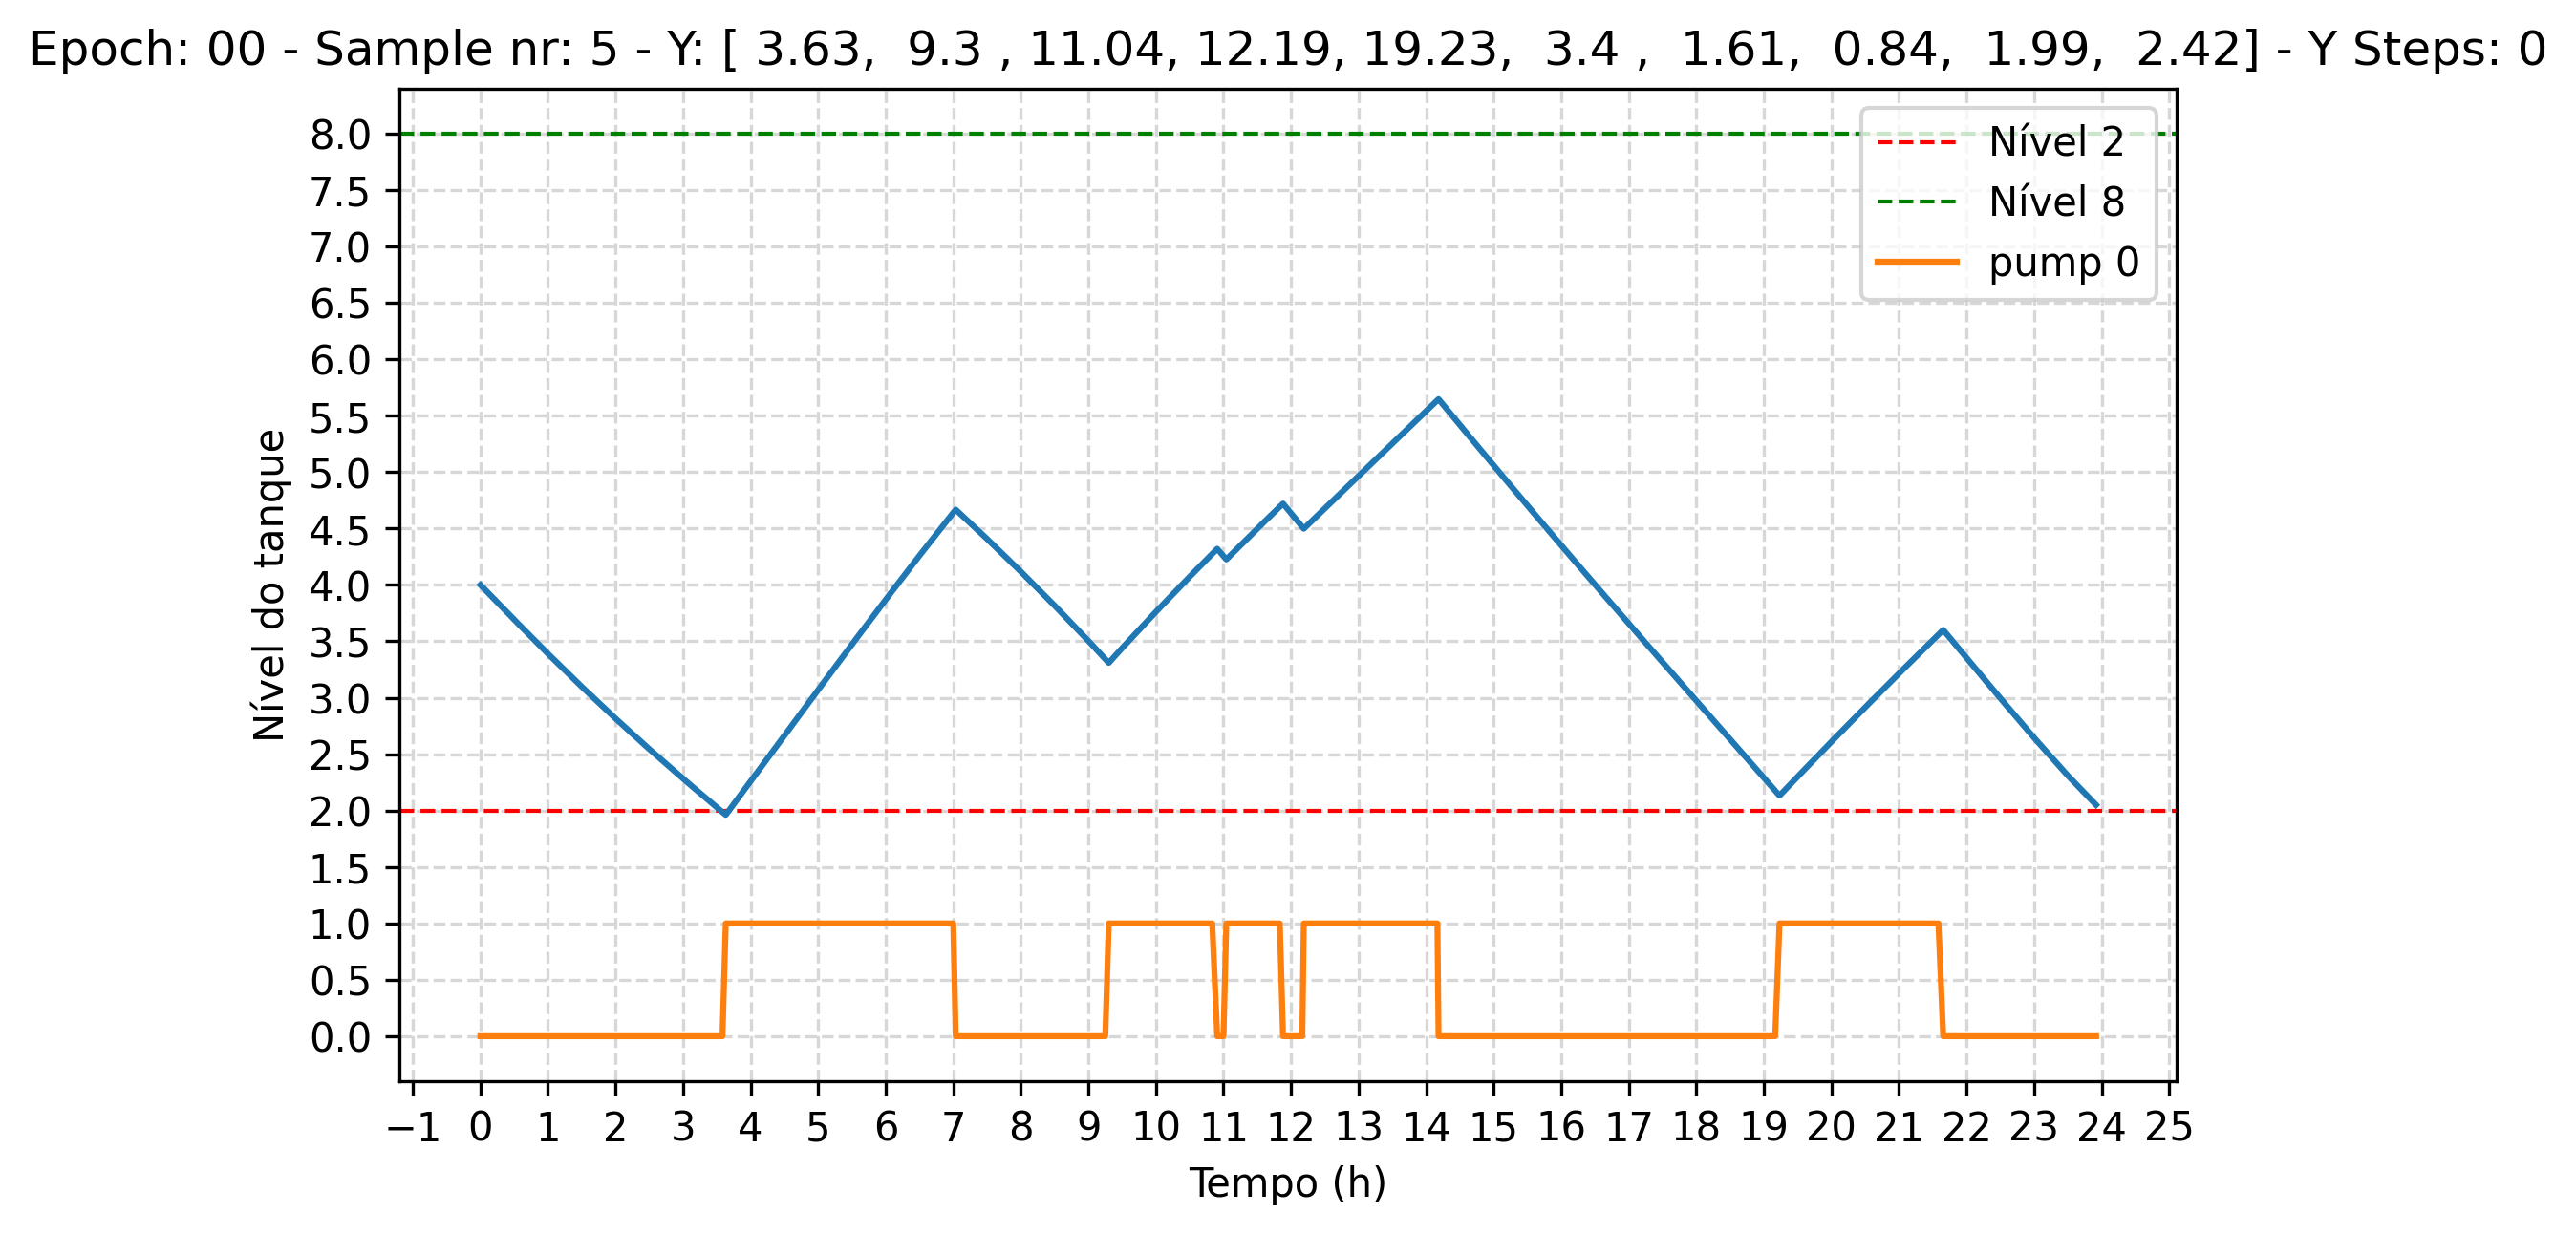 Epoch: 00 - Sample nr: 5 - Y: [ 3.63,  9.3 , 11.04, 12.19, 19.23,  3.4 ,  1.61,  0.84,  1.99,  2.42] - Y Steps: 0
Nível 2
Nível 8
pump 0
Nível do tanque
8.0
7.5
7.0
6.5
6.0
5.5
5.0
4.5
4.0
3.5
3.0
2.5
2.0
1.5
1.0
0.5
0.0
−1 0 1 2 3 4 5 6 7 8 9 10 11 12 13 14 15 16 17 18 19 20 21 22 23 24 25
Tempo (h)